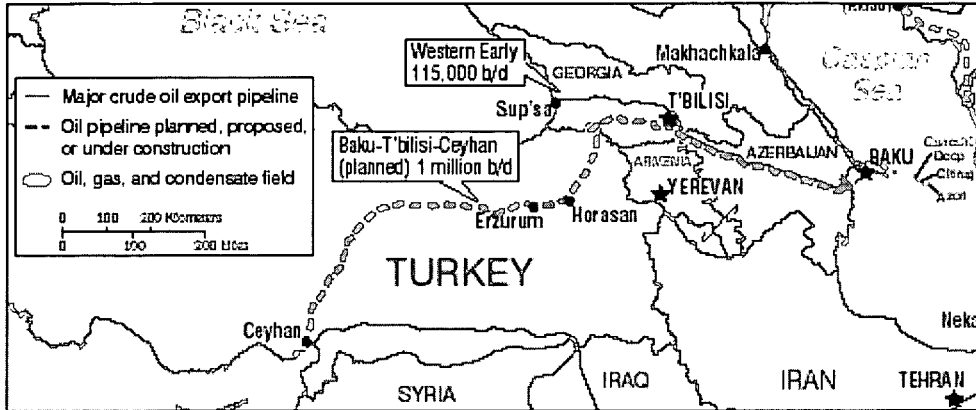 Black Sea
Caspian
Sea
Makhachkala
Western Early
115,000 b/d
GEORGIA
Sup'sa
T'BILISI
Major crude oil export pipeline
Oil pipeline planned, proposed,
or under construction
Oil, gas, and condensate field
0 100 200 Kilometers
0 100 200 Miles
Baku-T'bilisi-Ceyhan
(planned) 1 million b/d
ARMENIA
AZERBAIJAN
BAKU
Deep
Chirag
Azeri
YEREVAN
Erzurum
Horasan
TURKEY
Ceyhan
Neka
SYRIA
IRAQ
IRAN
TEHRAN